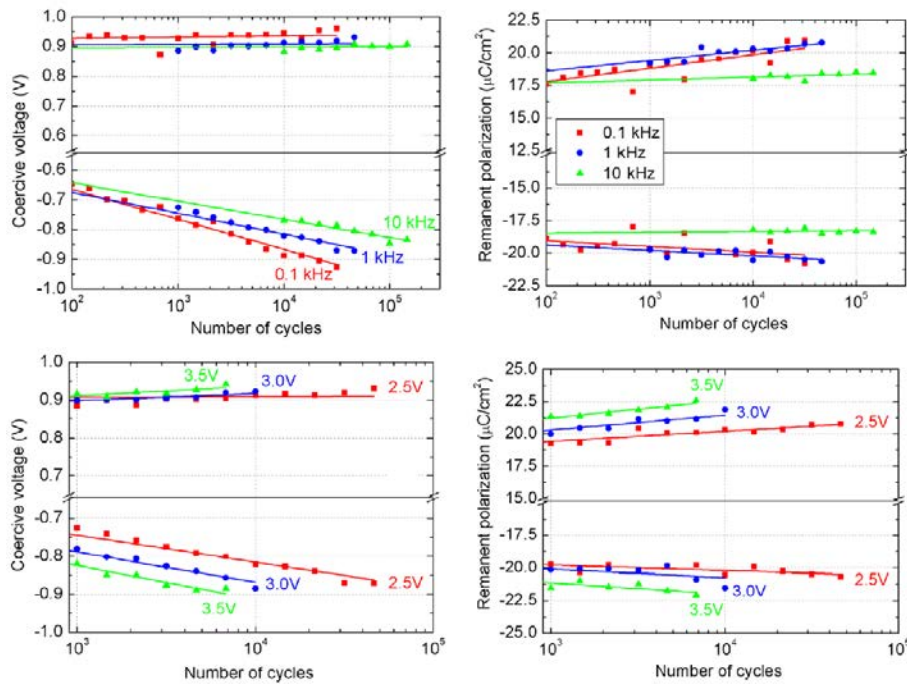 1.0
0.9
0.8
0.7
-0.6
-0.7
-0.8
-0.9
-1.0
Coercive voltage (V)
10 kHz
1 kHz
0.1 kHz
10² 10³ 10⁴ 10⁵
Number of cycles
22.5
20.0
17.5
15.0
12.5
-15.0
-17.5
-20.0
-22.5
Remanent polarization (µC/cm²)
0.1 kHz
1 kHz
10 kHz
10² 10³ 10⁴ 10⁵
Number of cycles
1.0
0.9
0.8
0.7
-0.7
-0.8
-0.9
-1.0
Coercive voltage (V)
3.5V
3.0V
2.5V
3.0V
2.5V
3.5V
10³ 10⁴ 10⁵
Number of cycles
25.0
22.5
20.0
17.5
15.0
-17.5
-20.0
-22.5
-25.0
Remanent polarization (µC/cm²)
3.5V
3.0V
2.5V
2.5V
3.0V
3.5V
10³ 10⁴ 10⁵
Number of cycles